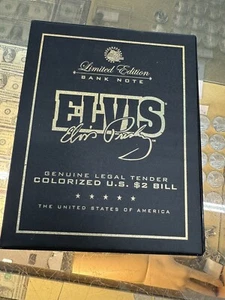 Limited Edition
BANK NOTE
ELVIS
Elvis Presley
GENUINE LEGAL TENDER
COLORIZED U.S. $2 BILL
THE UNITED STATES OF AMERICA